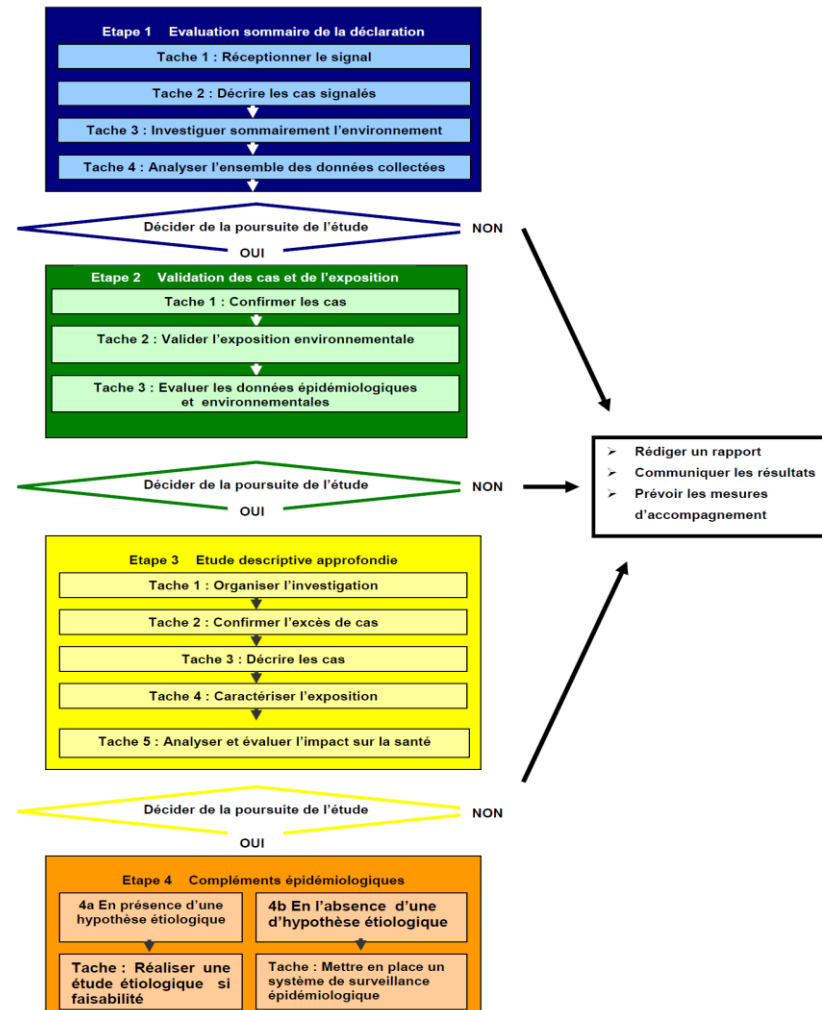 Etape 1 Evaluation sommaire de la déclaration
Tache 1 : Réceptionner le signal
Tache 2 : Décrire les cas signalés
Tache 3 : Investiguer sommairement l'environnement
Tache 4 : Analyser l'ensemble des données collectées
Décider de la poursuite de l'étude
NON
OUI
Etape 2 Validation des cas et de l'exposition
Tache 1 : Confirmer les cas
Tache 2 : Valider l'exposition environnementale
Tache 3 : Evaluer les données épidémiologiques
et environnementales
Décider de la poursuite de l'étude
NON
OUI
➢ Rédiger un rapport
➢ Communiquer les résultats
➢ Prévoir les mesures
d'accompagnement
Etape 3 Etude descriptive approfondie
Tache 1 : Organiser l'investigation
Tache 2 : Confirmer l'excès de cas
Tache 3 : Décrire les cas
Tache 4 : Caractériser l'exposition
Tache 5 : Analyser et évaluer l'impact sur la santé
Décider de la poursuite de l'étude
NON
OUI
Etape 4 Compléments épidémiologiques
4a En présence d'une
hypothèse étiologique
Tache : Réaliser une
étude étiologique si
faisabilité
4b En l'absence d'une
d'hypothèse étiologique
Tache : Mettre en place un
système de surveillance
épidémiologique